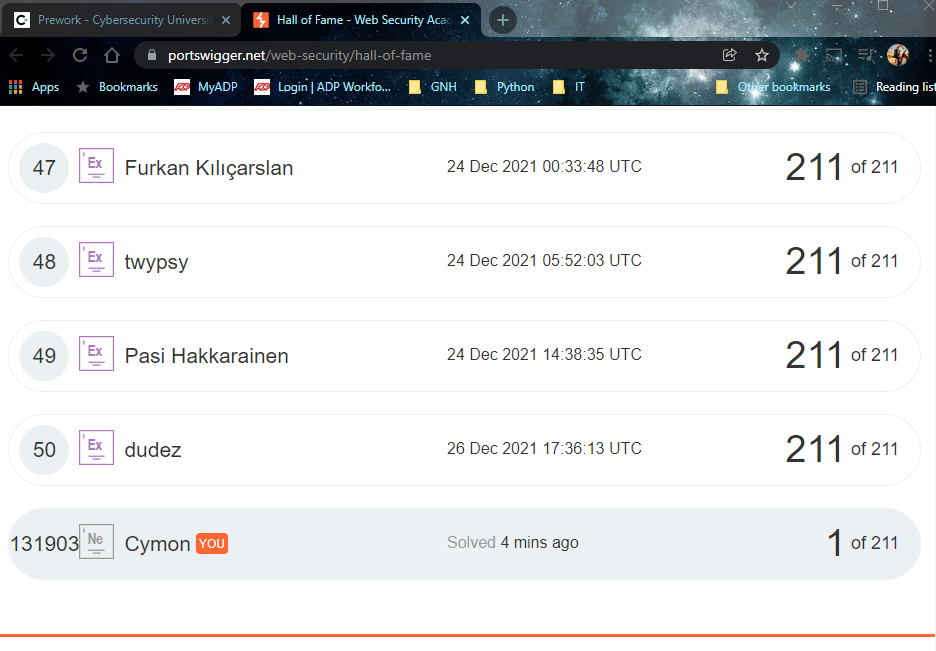 Prework - Cybersecurity Universit
Hall of Fame - Web Security Acad
portswigger.net/web-security/hall-of-fame
Apps Bookmarks MyADP Login | ADP Workfo... GNH Python IT Other bookmarks Reading list
47 Ex Furkan Kılıçarslan 24 Dec 2021 00:33:48 UTC 211 of 211
48 Ex twypsy 24 Dec 2021 05:52:03 UTC 211 of 211
49 Ex Pasi Hakkarainen 24 Dec 2021 14:38:35 UTC 211 of 211
50 Ex dudez 26 Dec 2021 17:36:13 UTC 211 of 211
131903 Ne Cymon YOU Solved 4 mins ago 1 of 211